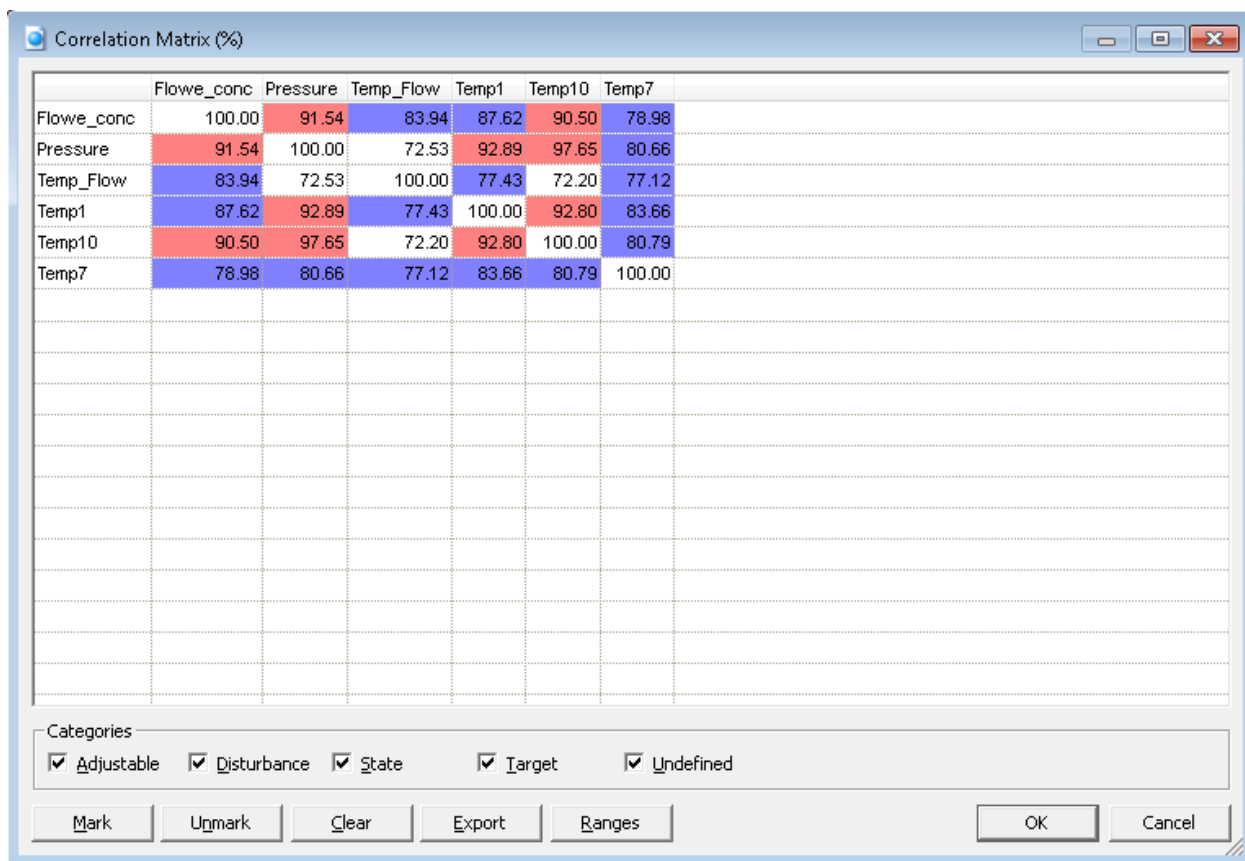 Correlation Matrix (%)
Flowe_conc Pressure Temp_Flow Temp1 Temp10 Temp7
Flowe_conc 100.00 91.54 83.94 87.62 90.50 78.98
Pressure 91.54 100.00 72.53 92.89 97.65 80.66
Temp_Flow 83.94 72.53 100.00 77.43 72.20 77.12
Temp1 87.62 92.89 77.43 100.00 92.80 83.66
Temp10 90.50 97.65 72.20 92.80 100.00 80.79
Temp7 78.98 80.66 77.12 83.66 80.79 100.00
Categories
Adjustable Disturbance State Target Undefined
Mark Unmark Clear Export Ranges OK Cancel